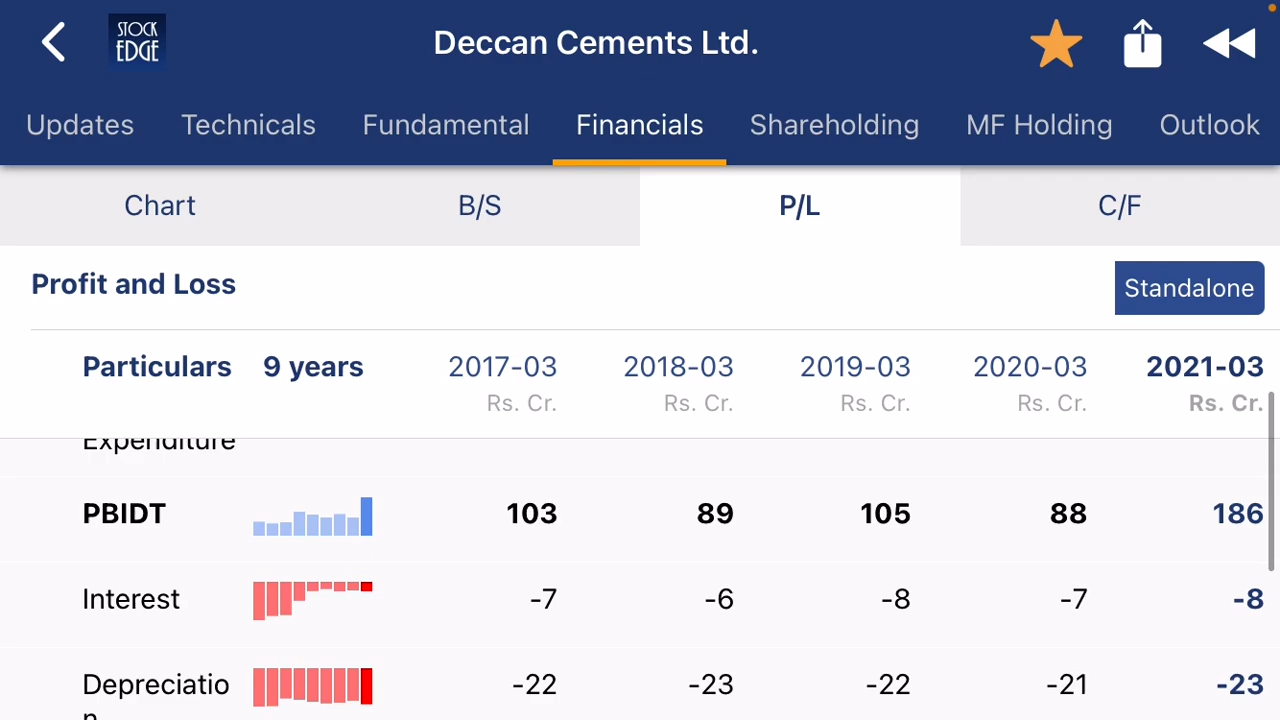 STOCK
EDGE
Deccan Cements Ltd.
Updates Technicals Fundamental Financials Shareholding MF Holding Outlook
Chart B/S P/L C/F
Profit and Loss
Standalone
Particulars 9 years 2017-03 2018-03 2019-03 2020-03 2021-03
Rs. Cr. Rs. Cr. Rs. Cr. Rs. Cr. Rs. Cr.
Expenditure
PBIDT 103 89 105 88 186
Interest -7 -6 -8 -7 -8
Depreciatio -22 -23 -22 -21 -23
n